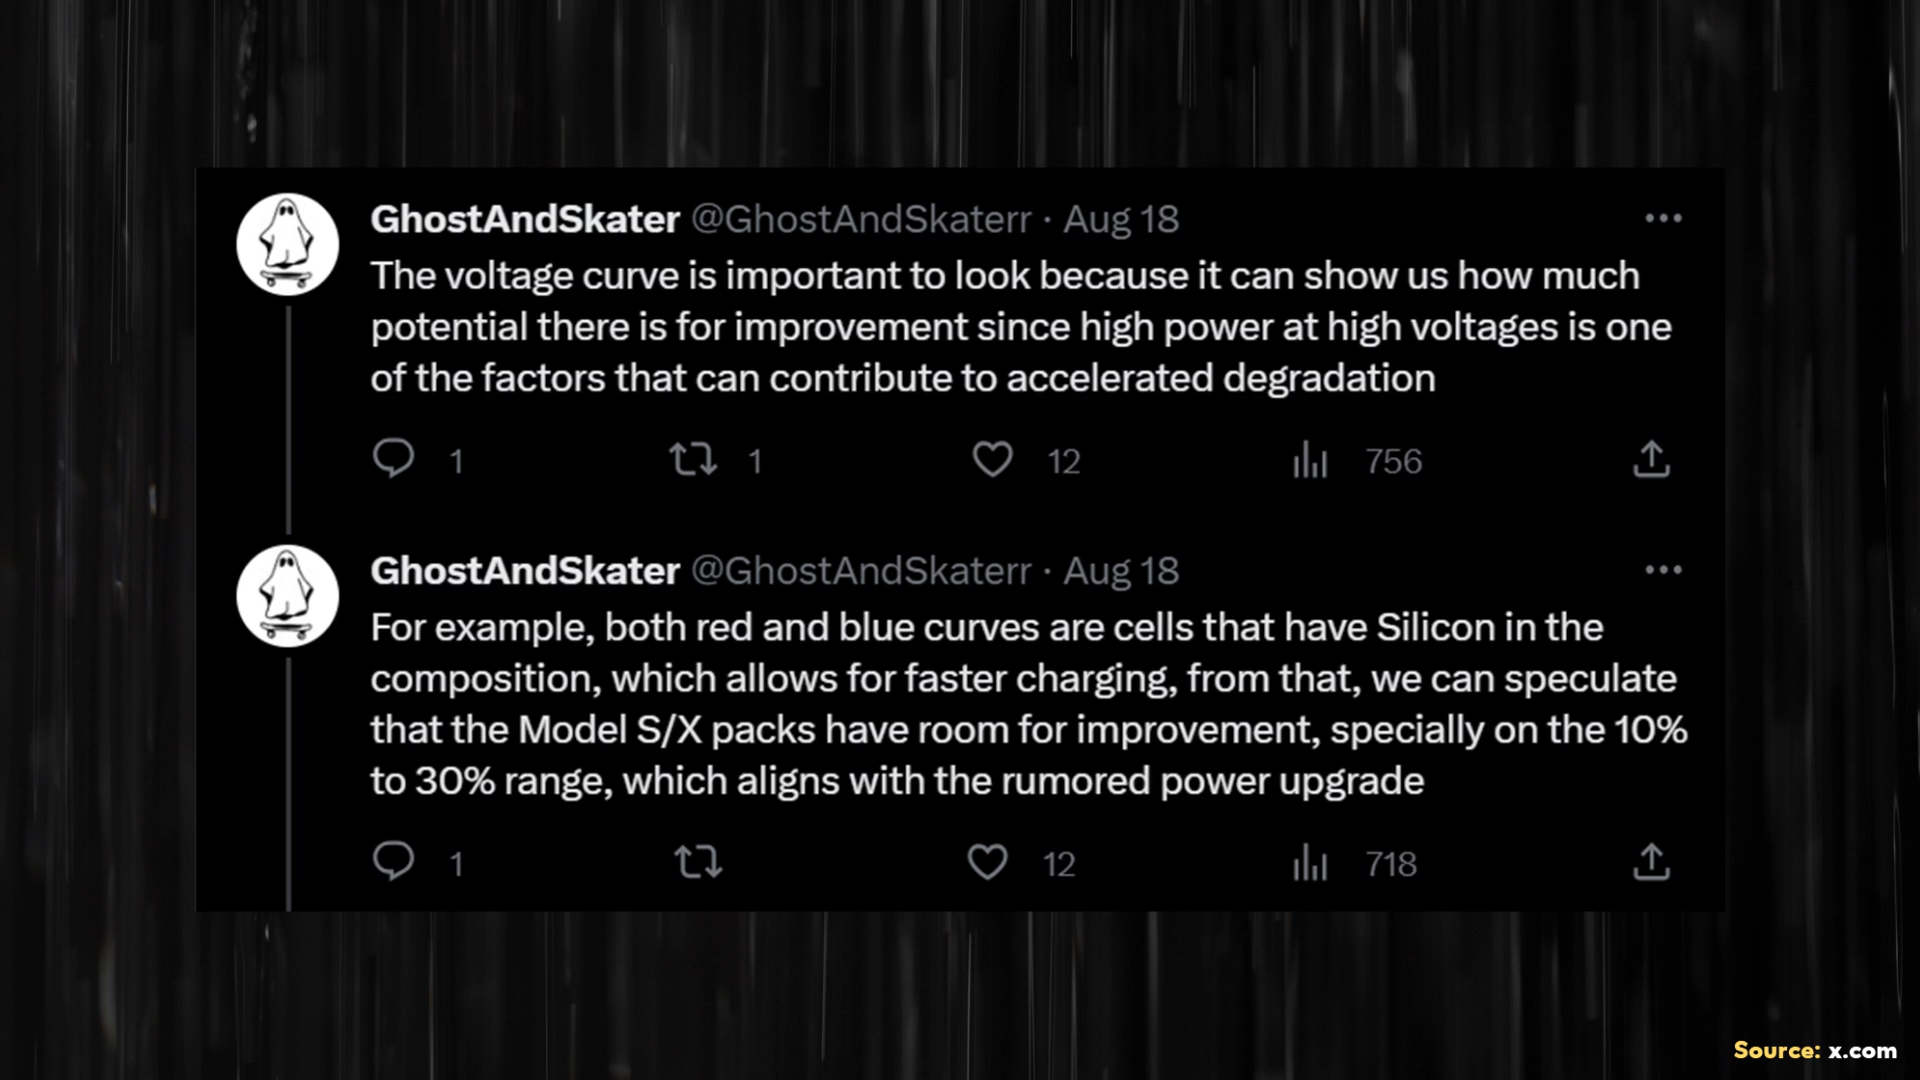 GhostAndSkater @GhostAndSkaterr · Aug 18
The voltage curve is important to look because it can show us how much
potential there is for improvement since high power at high voltages is one
of the factors that can contribute to accelerated degradation
1 1 12 756
GhostAndSkater @GhostAndSkaterr · Aug 18
For example, both red and blue curves are cells that have Silicon in the
composition, which allows for faster charging, from that, we can speculate
that the Model S/X packs have room for improvement, specially on the 10%
to 30% range, which aligns with the rumored power upgrade
1 12 718
Source: x.com